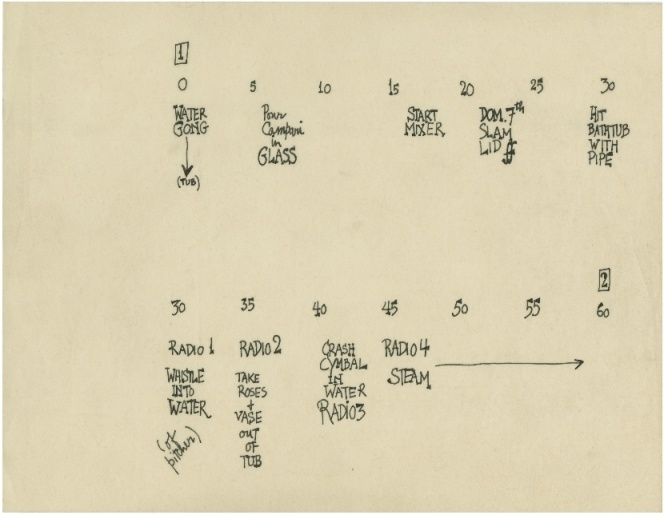 1
0 5 10 15 20 25 30
WATER GONG
(TUB)
Pour
Campari
in
GLASS
START
MIXER
DOM. 7th
SLAM
LID ff
HIT
BATHTUB
WITH
PIPE
2
30 35 40 45 50 55 60
RADIO 1
WHISTLE
INTO
WATER
(of
pitcher)
RADIO 2
TAKE
ROSES
+
VASE
OUT
OF
TUB
CRASH
CYMBAL
IN
WATER
RADIO 3
RADIO 4
STEAM